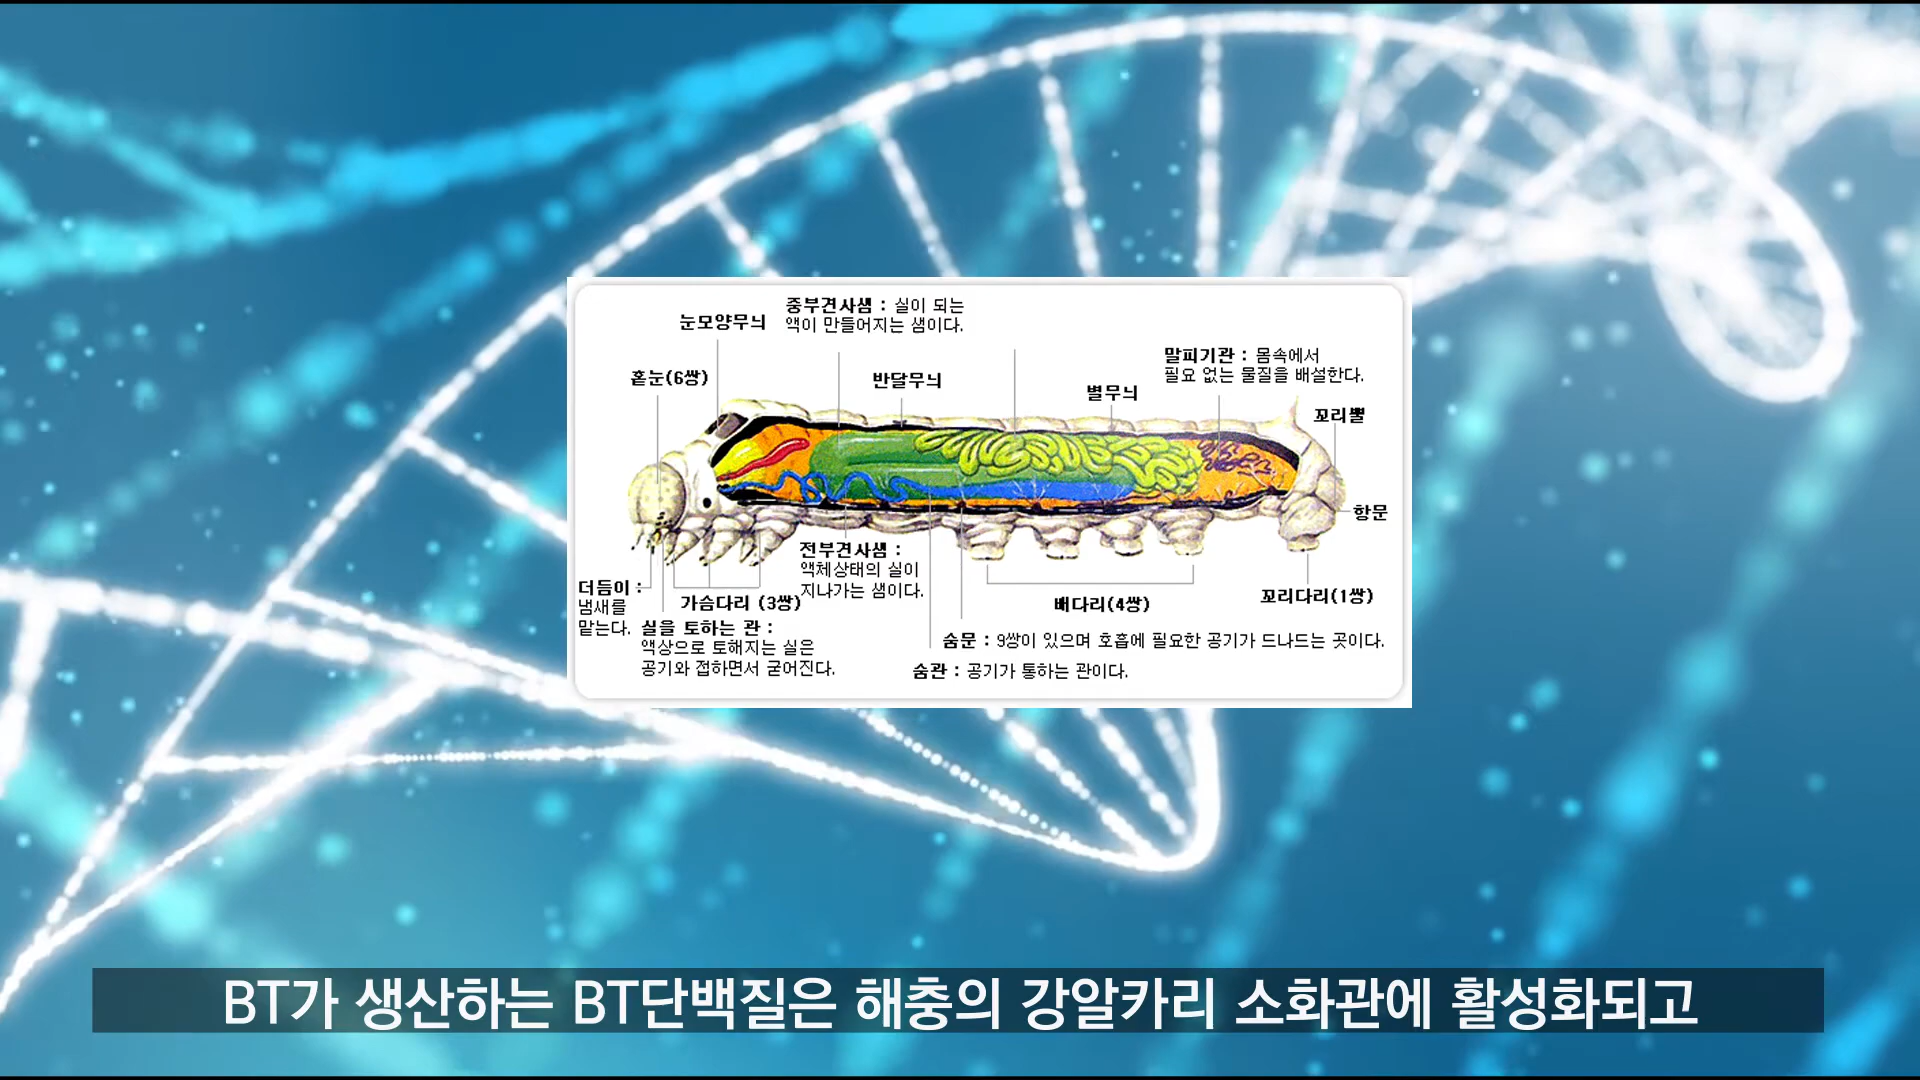 중부견사샘 : 실이 되는
액이 만들어지는 샘이다.
눈모양무늬
말피기관 : 몸속에서
필요 없는 물질을 배설한다.
홑눈(6쌍)
반달무늬
별무늬
꼬리뿔
항문
전부견사샘 :
액체상태의 실이
지나가는 샘이다.
더듬이 :
냄새를
맡는다.
가슴다리 (3쌍)
배다리(4쌍)
꼬리다리(1쌍)
실을 토하는 관 :
액상으로 토해지는 실은
공기와 접하면서 굳어진다.
숨문 : 9쌍이 있으며 호흡에 필요한 공기가 드나드는 곳이다.
숨관 : 공기가 통하는 관이다.
BT가 생산하는 BT단백질은 해충의 강알카리 소화관에 활성화되고